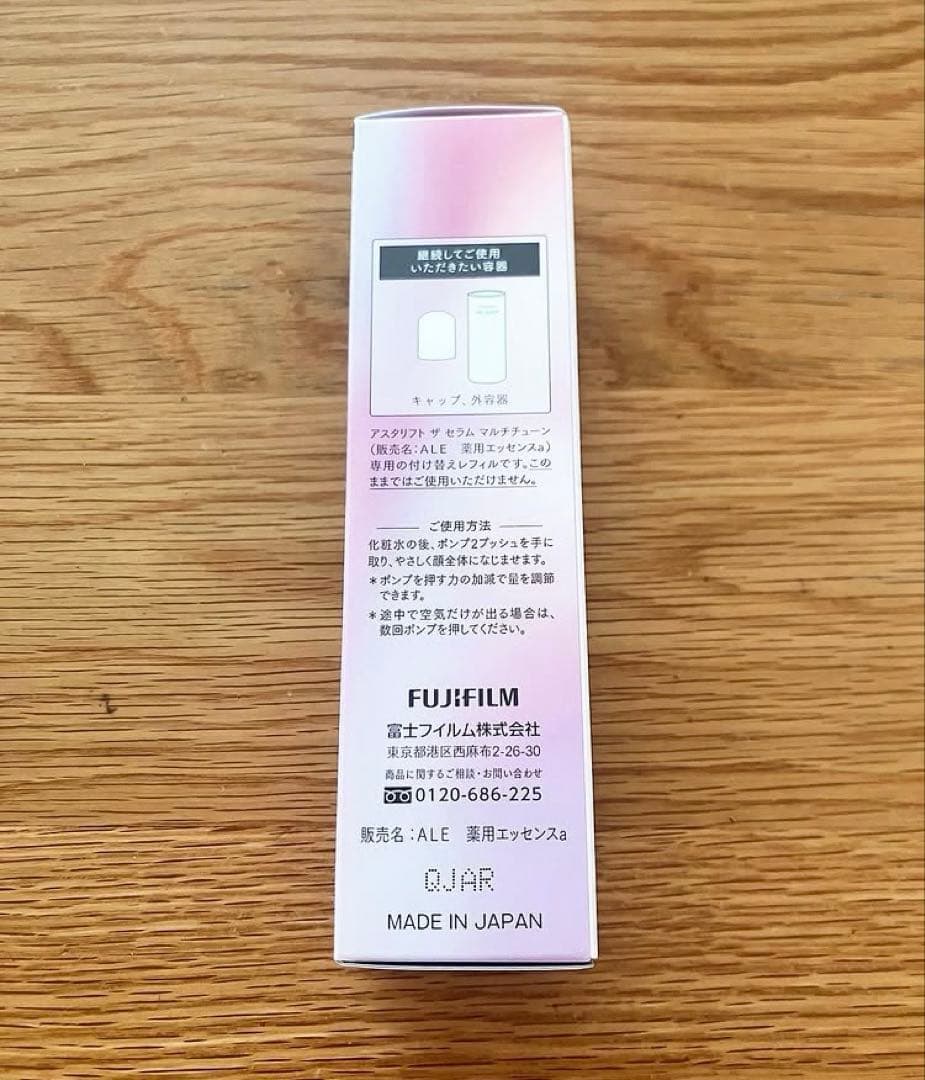 継続してご使用
いただきたい容器
キャップ、外容器
アスタリフト ザ セラム マルチチューン
(販売名:ALE　薬用エッセンスa)
専用の付け替えレフィルです。この
ままではご使用いただけません。
ご使用方法
化粧水の後、ポンプ2プッシュを手に
取り、やさしく顔全体になじませます。
＊ポンプを押す力の加減で量を調節
できます。
＊途中で空気だけが出る場合は、
数回ポンプを押してください。
FUJIFILM
富士フイルム株式会社
東京都港区西麻布2-26-30
商品に関するご相談・お問い合わせ
0120-686-225
販売名:ALE　薬用エッセンスa
QJAR
MADE IN JAPAN